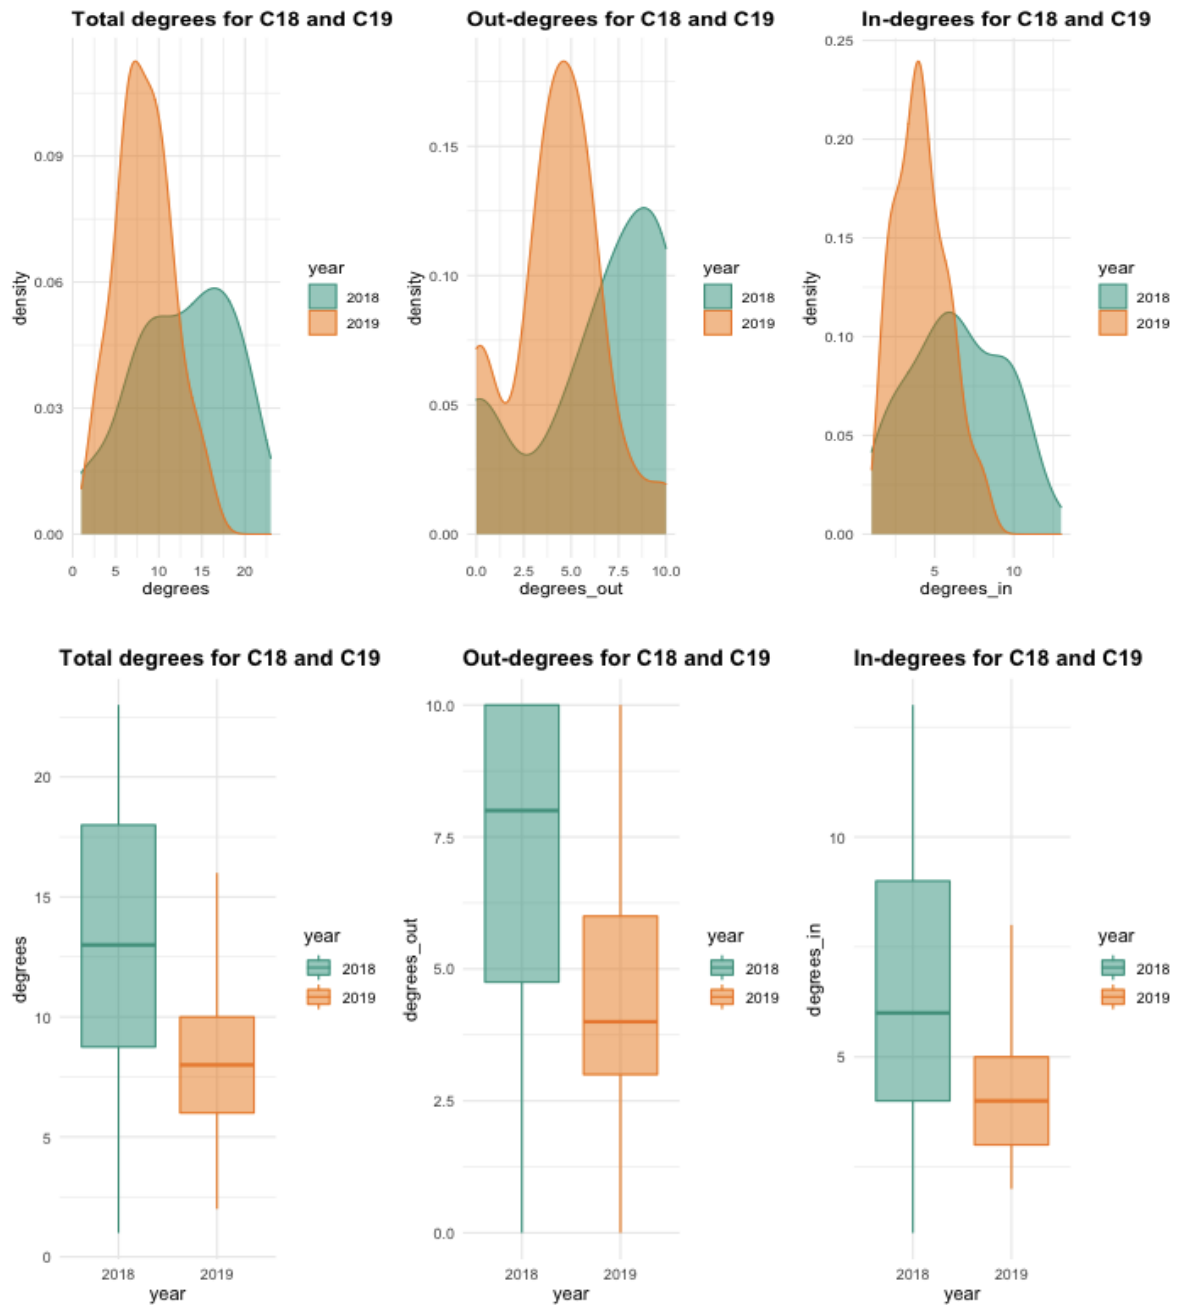 Total degrees for C18 and C19
0.09
0.06
0.03
0.00
density
0 5 10 15 20
degrees
year
2018
2019
Out-degrees for C18 and C19
0.15
0.10
0.05
0.00
density
0.0 2.5 5.0 7.5 10.0
degrees_out
year
2018
2019
In-degrees for C18 and C19
0.25
0.20
0.15
0.10
0.05
0.00
density
5 10
degrees_in
year
2018
2019
Total degrees for C18 and C19
20
15
10
5
0
degrees
2018 2019
year
year
2018
2019
Out-degrees for C18 and C19
10.0
7.5
5.0
2.5
0.0
degrees_out
2018 2019
year
year
2018
2019
In-degrees for C18 and C19
10
5
degrees_in
2018 2019
year
year
2018
2019